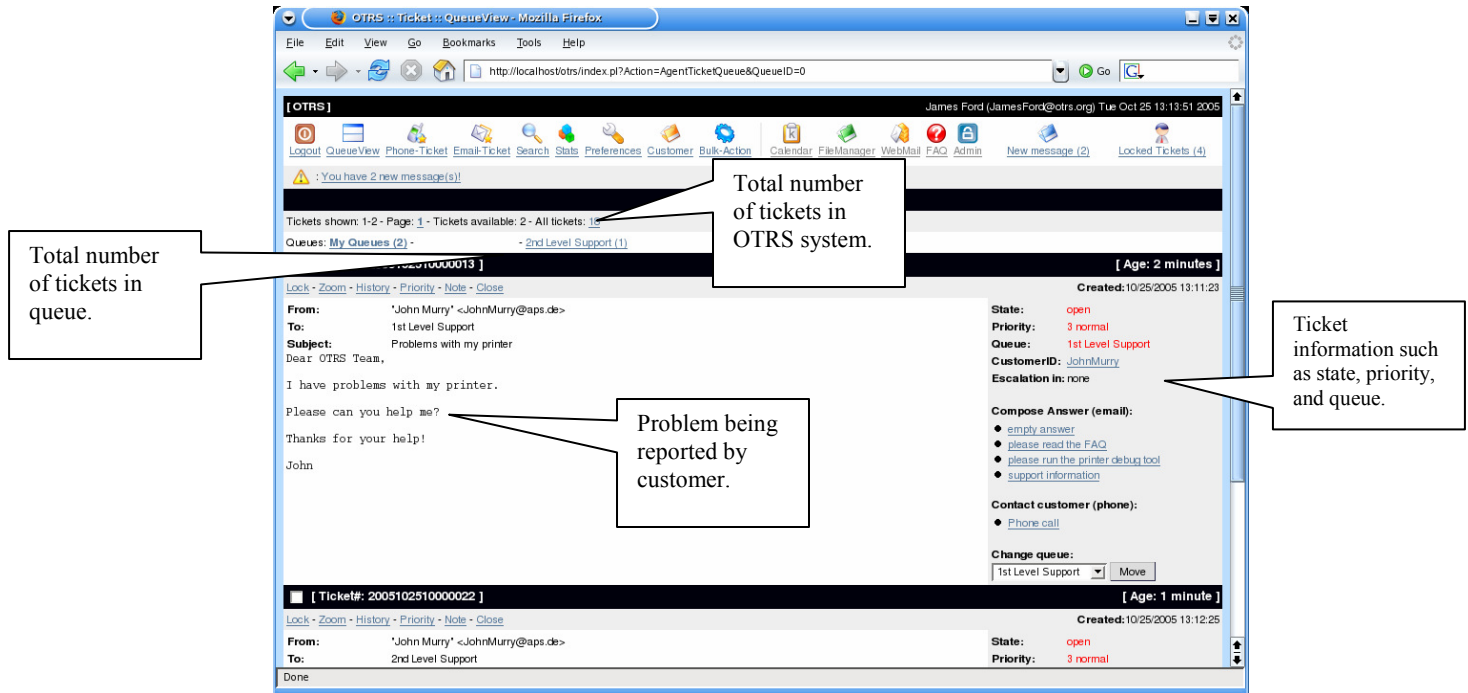 OTRS :: Ticket :: QueueView - Mozilla Firefox
File Edit View Go Bookmarks Tools Help
http://localhost/otrs/index.pl?Action=AgentTicketQueue&QueueID=0 Go
[ OTRS ] James Ford (JamesFord@otrs.org) Tue Oct 25 13:13:51 2005
Logout QueueView Phone-Ticket Email-Ticket Search Stats Preferences Customer Bulk-Action Calendar FileManager WebMail FAQ Admin New message (2) Locked Tickets (4)
: You have 2 new message(s)!
Total number
of tickets in
OTRS system.
Tickets shown: 1-2 - Page: 1 - Tickets available: 2 - All tickets:
Queues: My Queues (2) - - 2nd Level Support (1)
Total number
of tickets in
queue.
[ Age: 2 minutes ]
Lock - Zoom - History - Priority - Note - Close
Created: 10/25/2005 13:11:23
From: "John Murry" <JohnMurry@aps.de>
To: 1st Level Support
Subject: Problems with my printer
Dear OTRS Team,
I have problems with my printer.
Please can you help me?
Thanks for your help!
John
Problem being
reported by
customer.
State: open
Priority: 3 normal
Queue: 1st Level Support
CustomerID: JohnMurry
Escalation in: none
Compose Answer (email):
empty answer
please read the FAQ
please run the printer debug tool
support information
Contact customer (phone):
Phone call
Change queue:
1st Level Support Move
Ticket
information such
as state, priority,
and queue.
[ Ticket#: 2005102510000022 ] [ Age: 1 minute ]
Lock - Zoom - History - Priority - Note - Close
Created: 10/25/2005 13:12:25
From: "John Murry" <JohnMurry@aps.de>
To: 2nd Level Support
State: open
Priority: 3 normal
Done